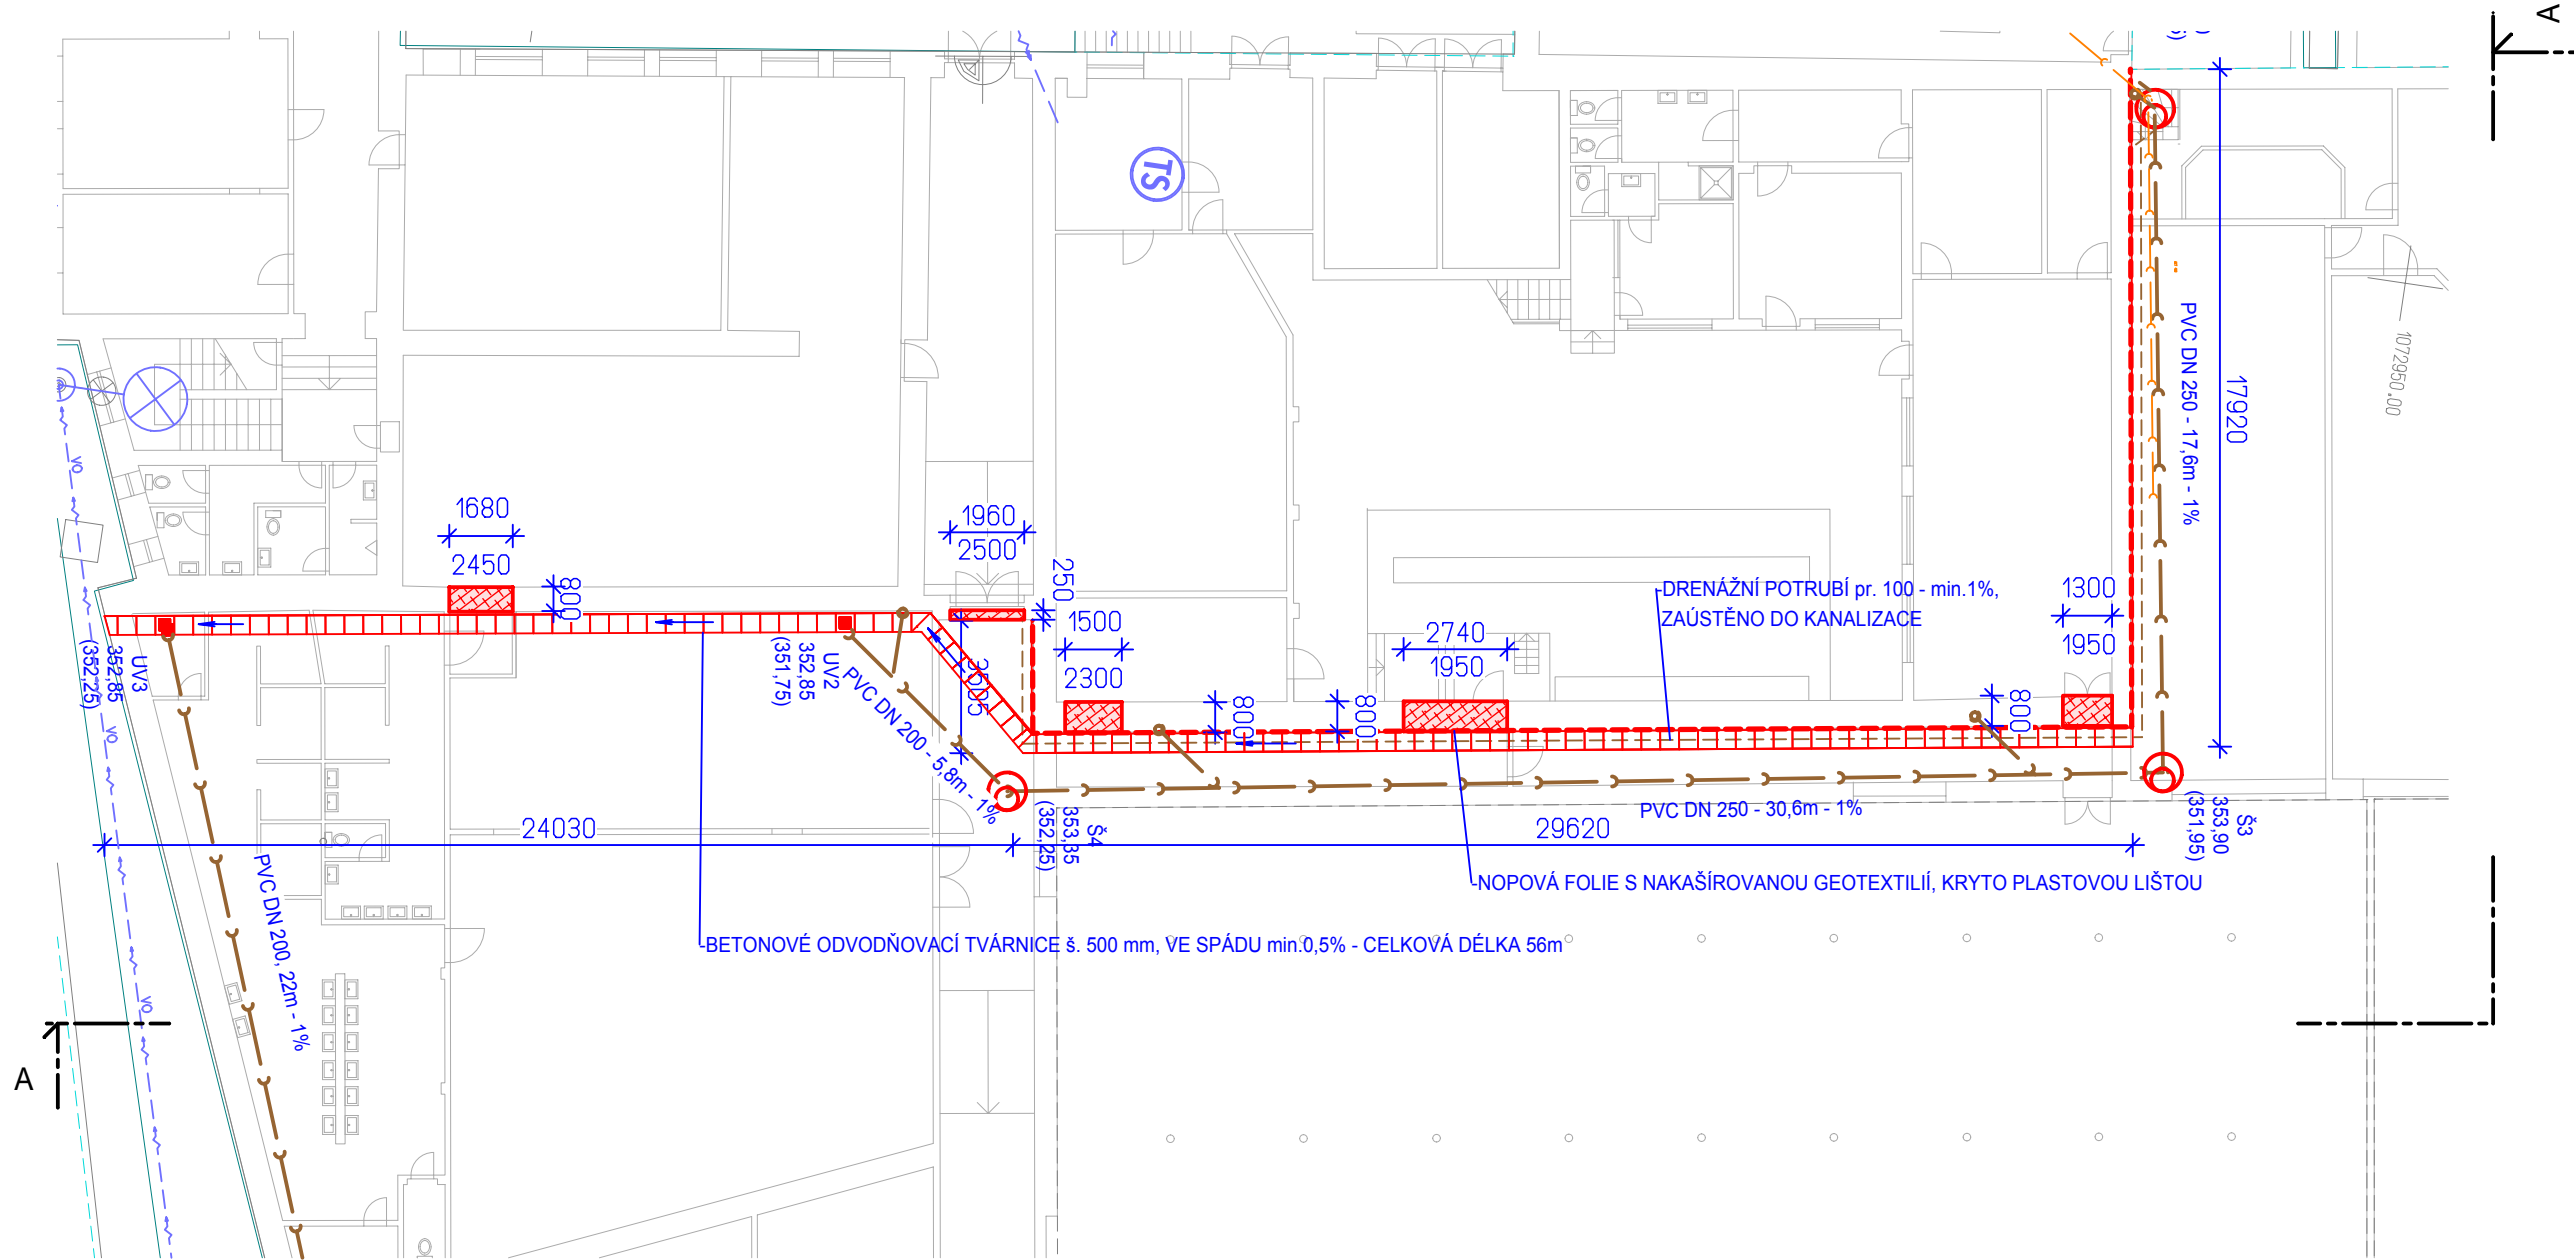 A
TS
PVC DN 250 - 17,6m - 1%
17920
1072950.00
VO
1680
2450
800
1960
2500
250
1500
2300
-DRENÁŽNÍ POTRUBÍ pr. 100 - min.1%,
ZAÚSTĚNO DO KANALIZACE
1300
1950
2740
1950
800
800
800
3505
UV3
352,85
(352,25)
UV2
352,85
(351,75)
PVC DN 200 - 5,8m - 1%
VO
24030
Š4
353,35
(352,25)
PVC DN 250 - 30,6m - 1%
29620
Š3
353,90
(351,95)
PVC DN 200, 22m - 1%
-NOPOVÁ FOLIE S NAKAŠÍROVANOU GEOTEXTILIÍ, KRYTO PLASTOVOU LIŠTOU
-BETONOVÉ ODVODŇOVACÍ TVÁRNICE š. 500 mm, VE SPÁDU min.0,5% - CELKOVÁ DÉLKA 56m
VO
A